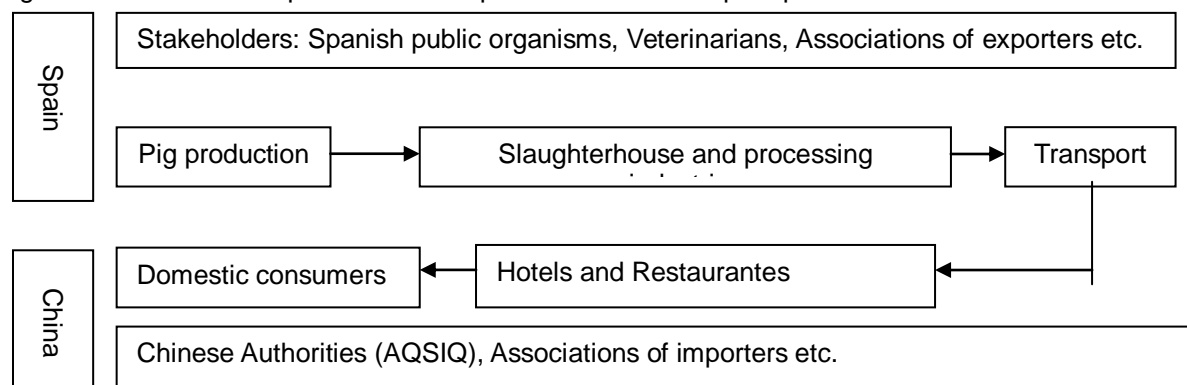 Spain
Stakeholders: Spanish public organisms, Veterinarians, Associations of exporters etc.
Pig production
Slaughterhouse and processing
Transport
China
Domestic consumers
Hotels and Restaurantes
Chinese Authorities (AQSIQ), Associations of importers etc.